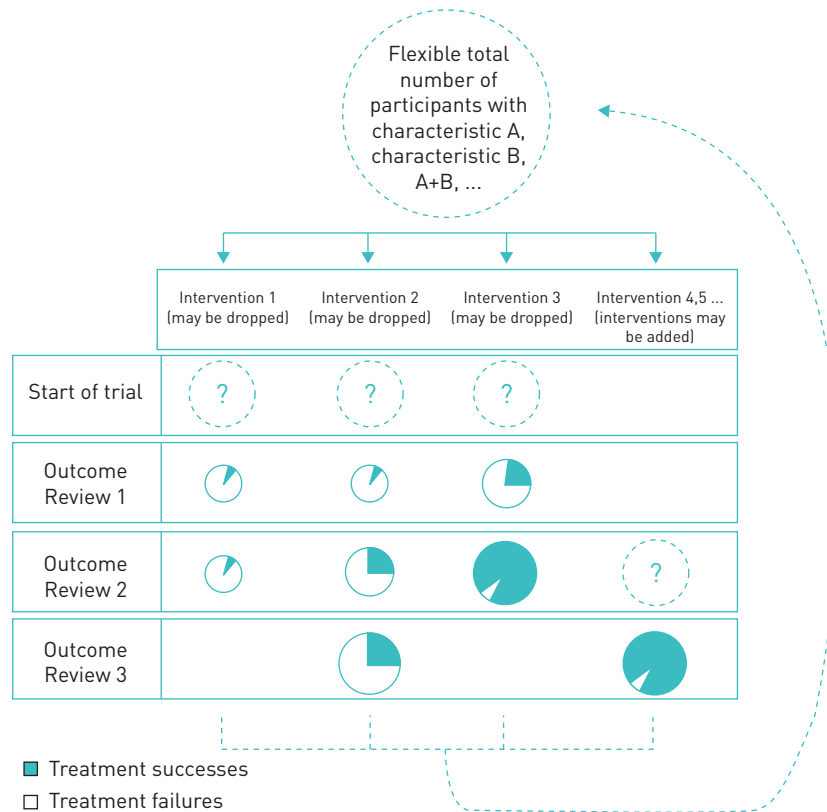 Flexible total
number of
participants with
characteristic A,
characteristic B,
A+B, ...
Intervention 1
(may be dropped)
Intervention 2
(may be dropped)
Intervention 3
(may be dropped)
Intervention 4,5 ...
(interventions may
be added)
Start of trial
?
?
?
Outcome
Review 1
Outcome
Review 2
?
Outcome
Review 3
Treatment successes
Treatment failures